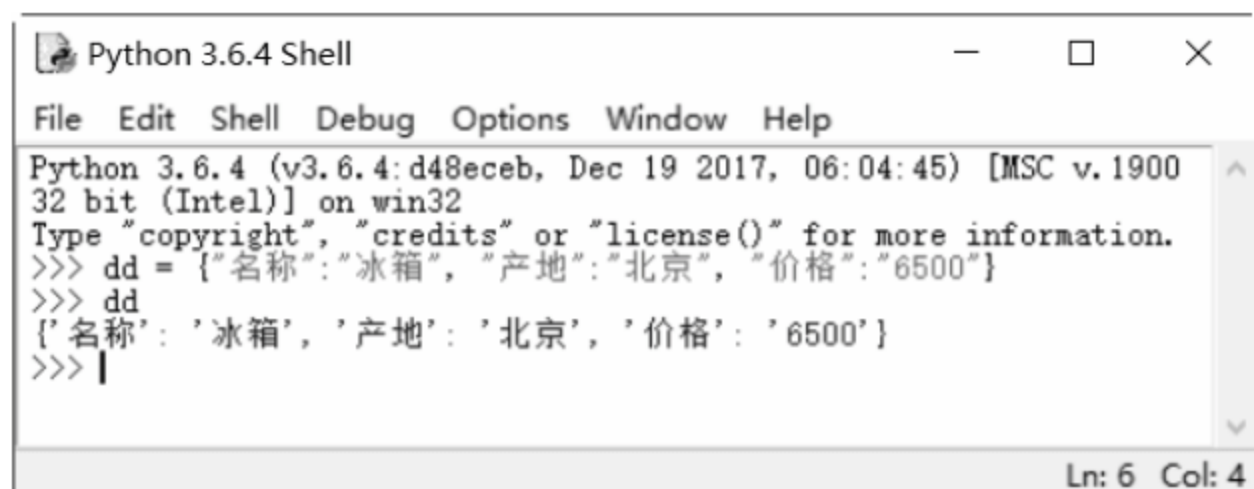 Python 3.6.4 Shell
File Edit Shell Debug Options Window Help
Python 3.6.4 (v3.6.4:d48eceb, Dec 19 2017, 06:04:45) [MSC v.1900
32 bit (Intel)] on win32
Type "copyright", "credits" or "license()" for more information.
>>> dd = {"名称":"冰箱", "产地":"北京", "价格":"6500"}
>>> dd
{'名称': '冰箱', '产地': '北京', '价格': '6500'}
>>>
Ln: 6 Col: 4